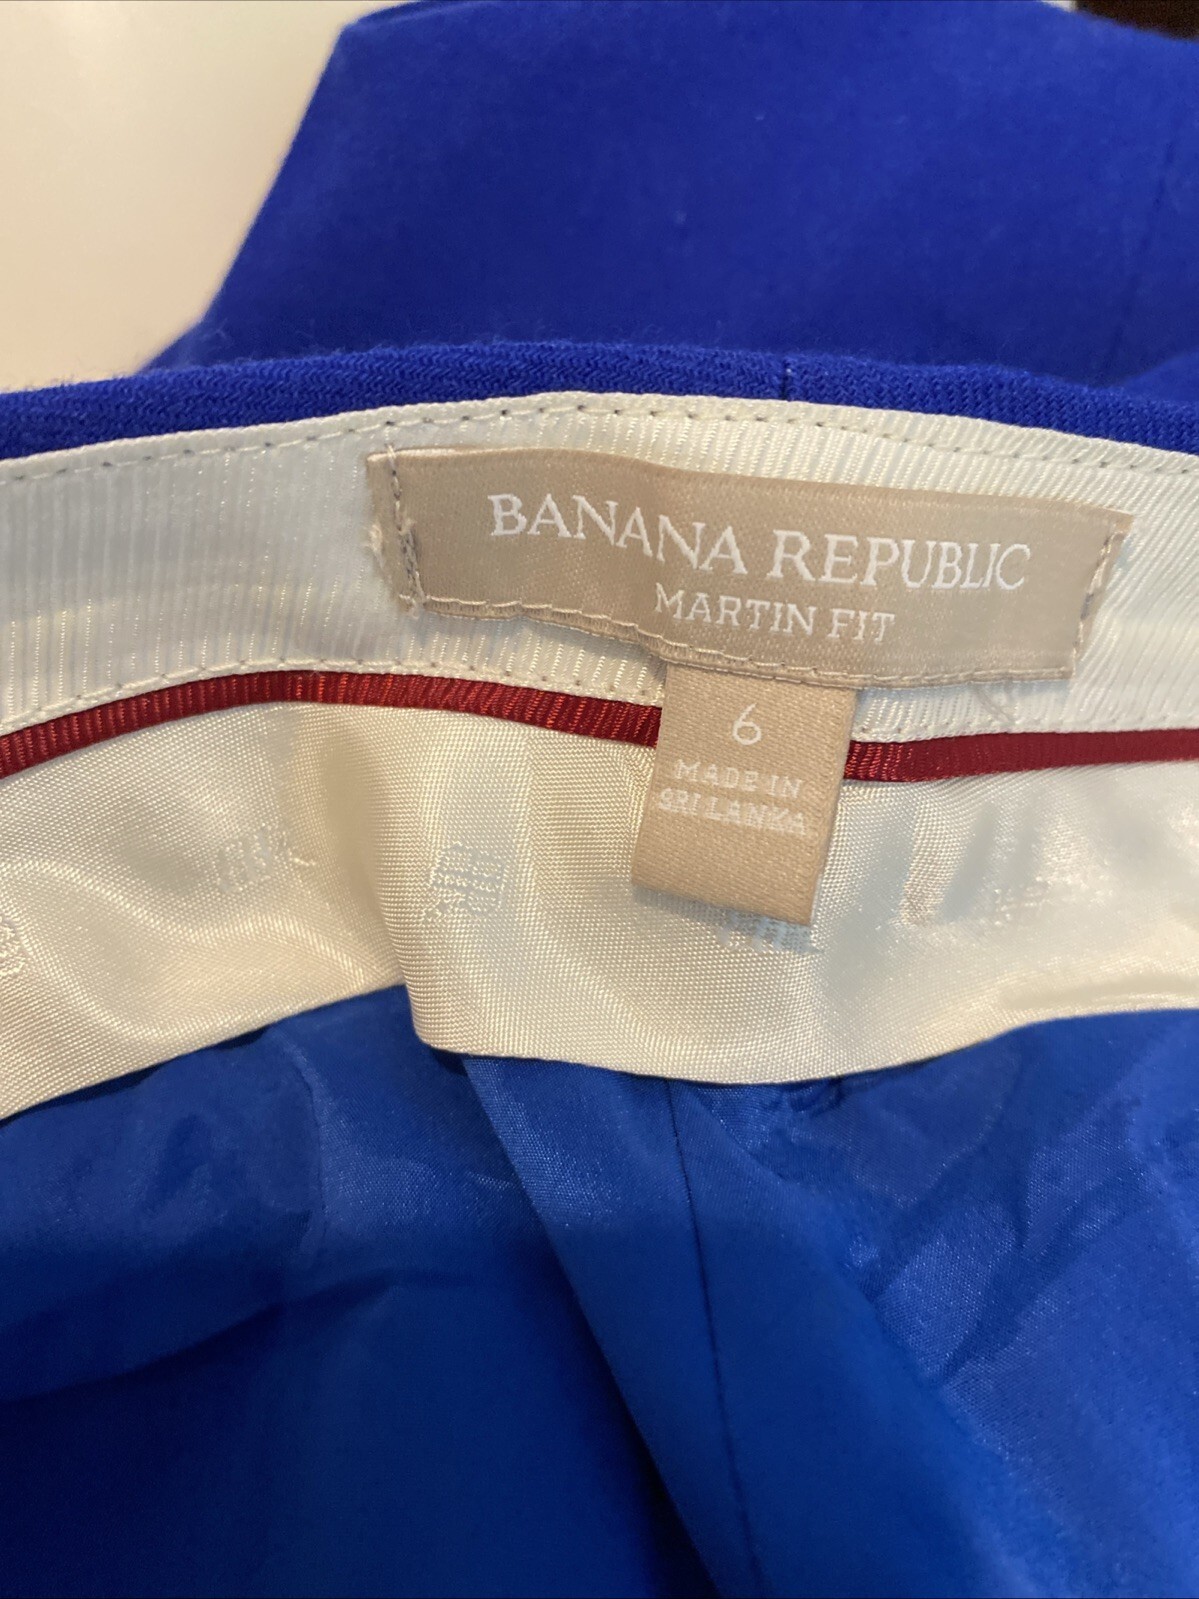 BANANA REPUBLIC
MARTIN FIT
6
MADE IN
SRI LANKA